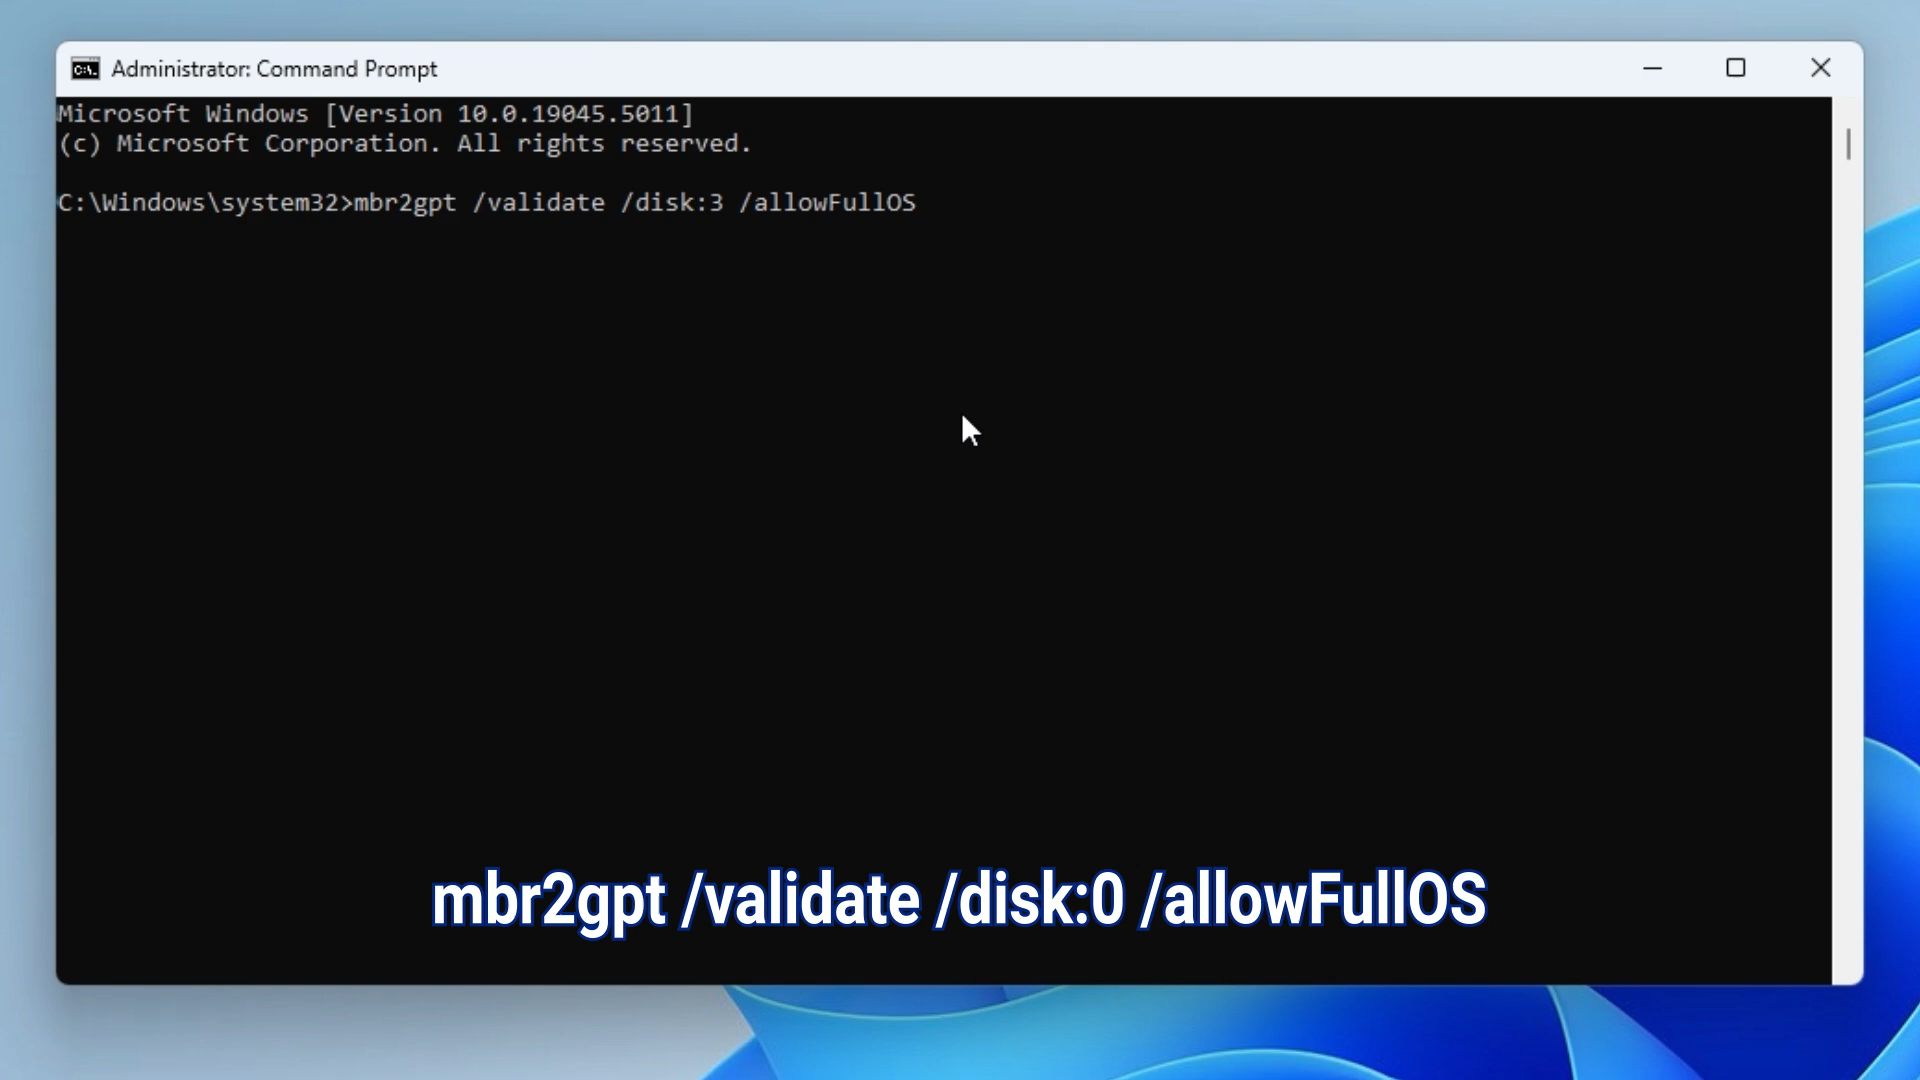 Administrator: Command Prompt
Microsoft Windows [Version 10.0.19045.5011]
(c) Microsoft Corporation. All rights reserved.
C:\Windows\system32>mbr2gpt /validate /disk:3 /allowFullOS
mbr2gpt /validate /disk:0 /allowFullOS